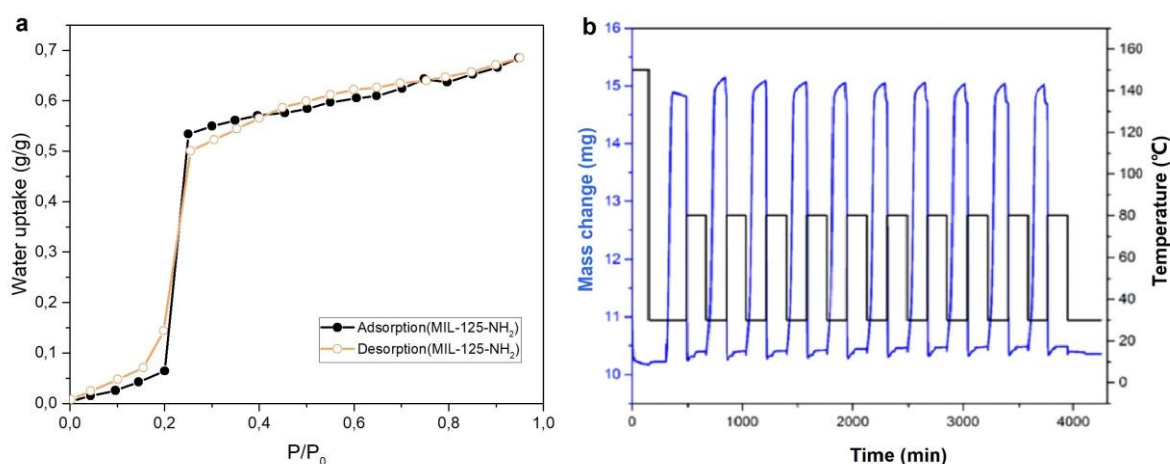 a
0,7
0,6
0,5
0,4
0,3
0,2
0,1
0,0
Water uptake (g/g)
Adsorption(MIL-125-NH₂)
Desorption(MIL-125-NH₂)
0,0 0,2 0,4 0,6 0,8 1,0
P/P₀
b
16
15
14
13
12
11
10
Mass change (mg)
160
140
120
100
80
60
40
20
0
Temperature (℃)
0 1000 2000 3000 4000
Time (min)